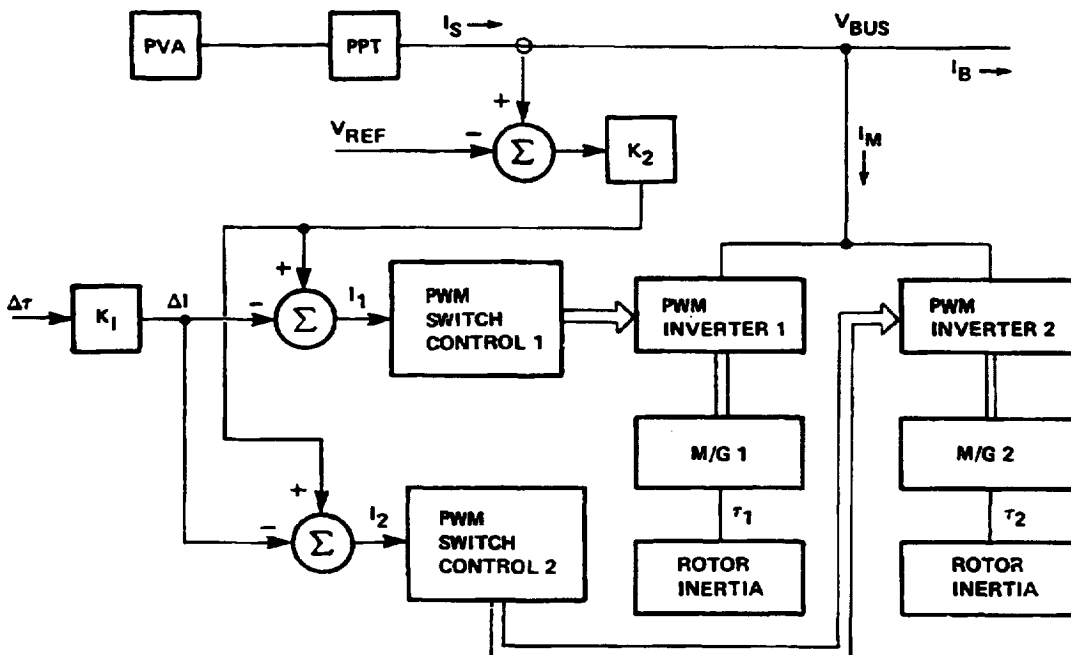 PVA
PPT
I_S →
V_BUS
I_B →
I_M
↓
V_REF
+
−
Σ
K_2
Δτ
K_1
ΔI
+
−
Σ
I_1
PWM
SWITCH
CONTROL 1
PWM
INVERTER 1
PWM
INVERTER 2
M/G 1
M/G 2
+
−
Σ
I_2
PWM
SWITCH
CONTROL 2
τ_1
τ_2
ROTOR
INERTIA
ROTOR
INERTIA